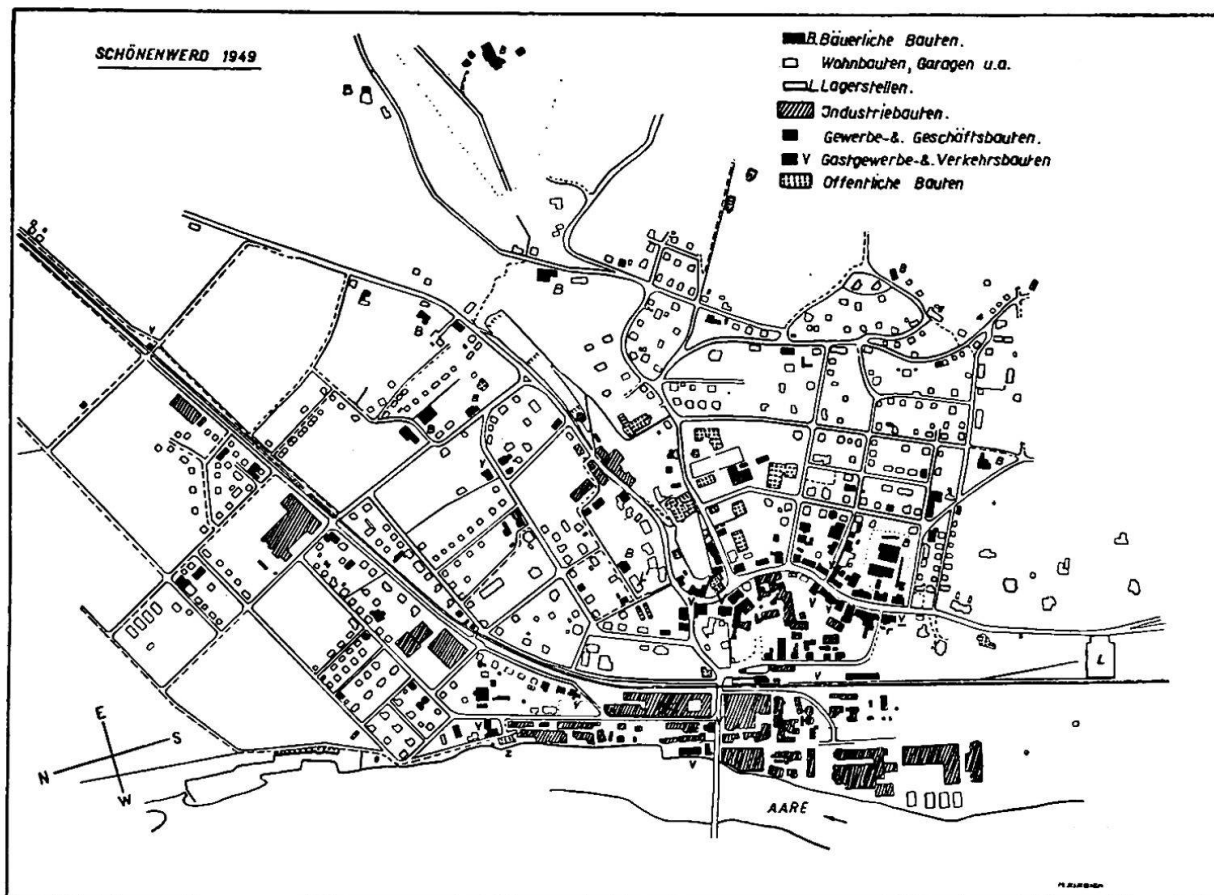 SCHÖNENWERD 1949
B. Bäuerliche Bauten.
Wohnbauten, Garagen u.a.
L. Lagerstellen.
Industriebauten.
Gewerbe-&. Geschäftsbauten.
V Gastgewerbe-&. Verkehrsbauten
Öffentliche Bauten
B
B
B
B
B
V
B
B
B
B
V
B
V
V
V
V
L
V
V
Z
V
E
S
N
W
AARE